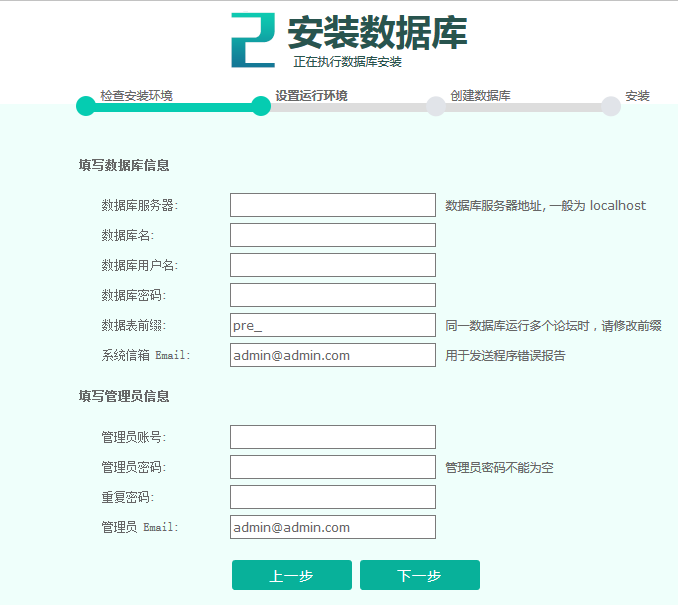 2 安装数据库
正在执行数据库安装
检查安装环境 设置运行环境 创建数据库 安装
填写数据库信息
数据库服务器: 数据库服务器地址, 一般为 localhost
数据库名:
数据库用户名:
数据库密码:
数据表前缀: pre_ 同一数据库运行多个论坛时，请修改前缀
系统信箱 Email: admin@admin.com 用于发送程序错误报告
填写管理员信息
管理员账号:
管理员密码: 管理员密码不能为空
重复密码:
管理员 Email: admin@admin.com
上一步 下一步